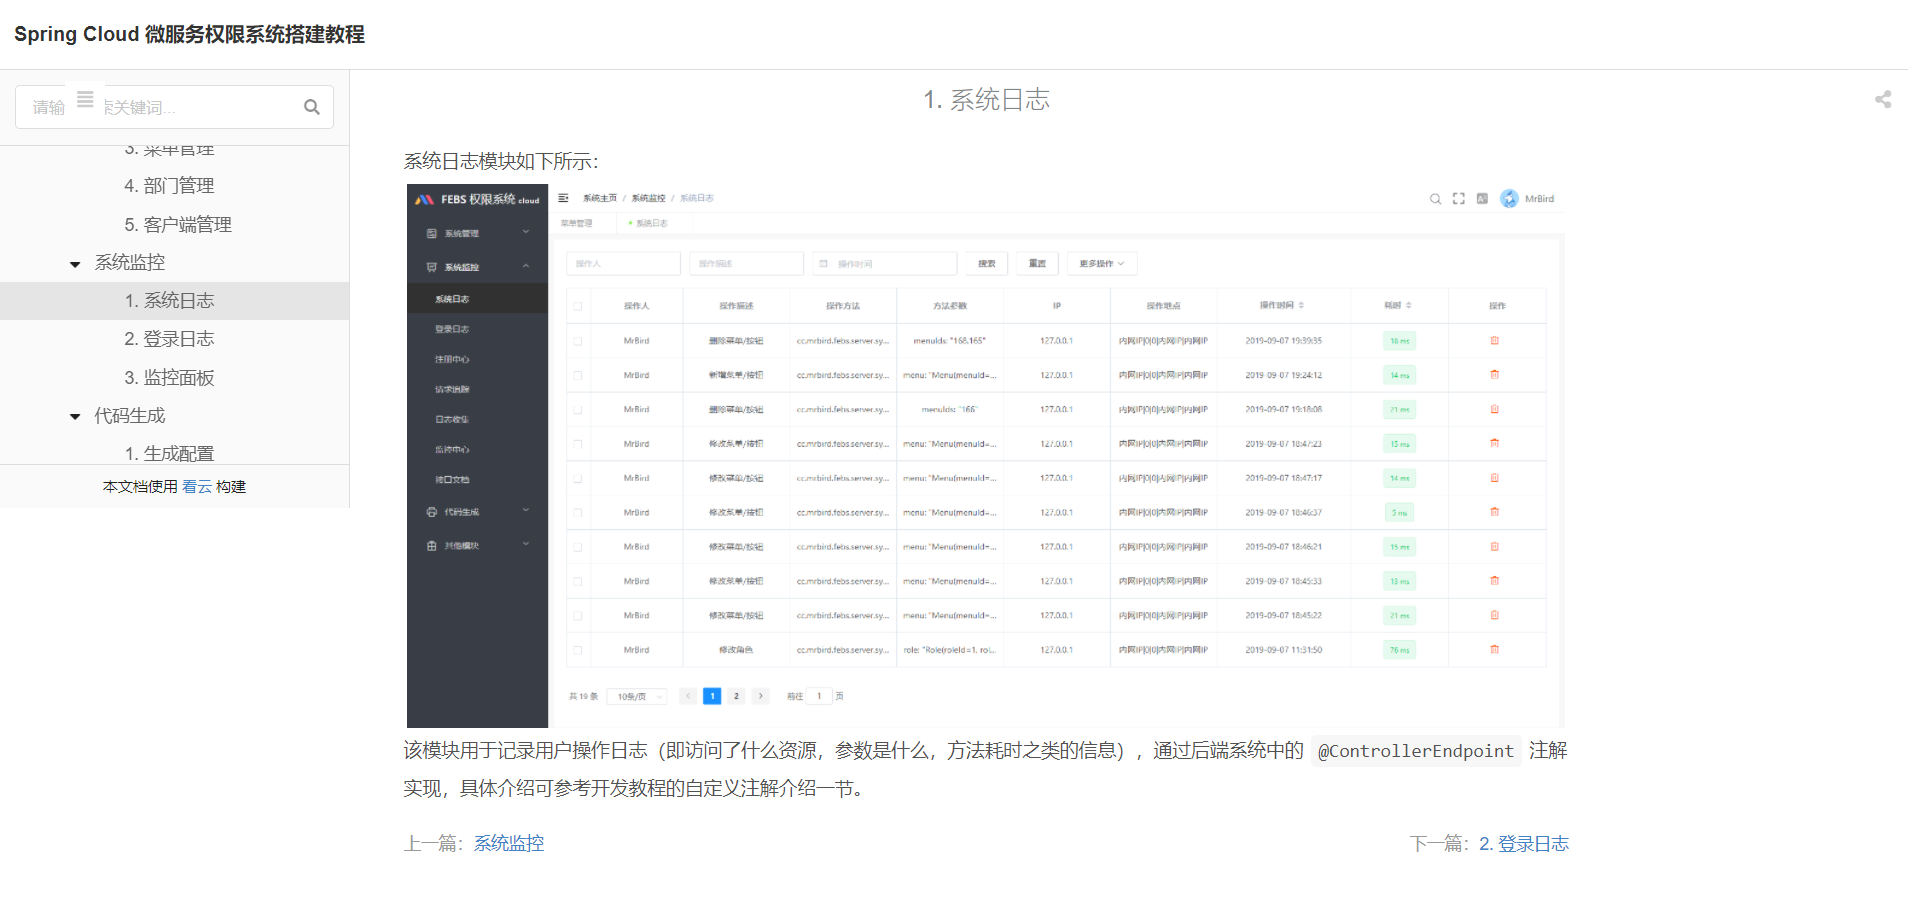 Spring Cloud 微服务权限系统搭建教程
请输 索关键词...
3. 菜单管理
4. 部门管理
5. 客户端管理
系统监控
1. 系统日志
2. 登录日志
3. 监控面板
代码生成
1. 生成配置
本文档使用 看云 构建
1. 系统日志
系统日志模块如下所示：
FEBS 权限系统 cloud
系统主页 / 系统监控 / 系统日志
MrBird
菜单管理 系统日志
系统管理
系统监控
系统日志
登录日志
注册中心
请求追踪
日志收集
监控中心
接口文档
代码生成
其他模块
操作人 操作描述 操作时间 搜索 重置 更多操作
操作人 操作描述 操作方法 方法参数 IP 操作地点 操作时间 耗时 操作
MrBird 删除菜单/按钮 cc.mrbird.febs.server.sy... menuIds: "168,165" 127.0.0.1 内网IP|0|0|内网IP|内网IP 2019-09-07 19:39:35 18 ms
MrBird 新增菜单/按钮 cc.mrbird.febs.server.sy... menu: "Menu(menuId=... 127.0.0.1 内网IP|0|0|内网IP|内网IP 2019-09-07 19:24:12 14 ms
MrBird 删除菜单/按钮 cc.mrbird.febs.server.sy... menuIds: "166" 127.0.0.1 内网IP|0|0|内网IP|内网IP 2019-09-07 19:18:08 21 ms
MrBird 修改菜单/按钮 cc.mrbird.febs.server.sy... menu: "Menu(menuId=... 127.0.0.1 内网IP|0|0|内网IP|内网IP 2019-09-07 18:47:23 15 ms
MrBird 修改菜单/按钮 cc.mrbird.febs.server.sy... menu: "Menu(menuId=... 127.0.0.1 内网IP|0|0|内网IP|内网IP 2019-09-07 18:47:17 14 ms
MrBird 修改菜单/按钮 cc.mrbird.febs.server.sy... menu: "Menu(menuId=... 127.0.0.1 内网IP|0|0|内网IP|内网IP 2019-09-07 18:46:37 5 ms
MrBird 修改菜单/按钮 cc.mrbird.febs.server.sy... menu: "Menu(menuId=... 127.0.0.1 内网IP|0|0|内网IP|内网IP 2019-09-07 18:46:21 15 ms
MrBird 修改菜单/按钮 cc.mrbird.febs.server.sy... menu: "Menu(menuId=... 127.0.0.1 内网IP|0|0|内网IP|内网IP 2019-09-07 18:45:33 13 ms
MrBird 修改菜单/按钮 cc.mrbird.febs.server.sy... menu: "Menu(menuId=... 127.0.0.1 内网IP|0|0|内网IP|内网IP 2019-09-07 18:45:22 21 ms
MrBird 修改角色 cc.mrbird.febs.server.sy... role: "Role(roleId=1, rol... 127.0.0.1 内网IP|0|0|内网IP|内网IP 2019-09-07 11:31:50 76 ms
共 19 条 10条/页 1 2 前往 1 页
该模块用于记录用户操作日志（即访问了什么资源，参数是什么，方法耗时之类的信息），通过后端系统中的 @ControllerEndpoint 注解
实现，具体介绍可参考开发教程的自定义注解介绍一节。
上一篇：系统监控
下一篇：2. 登录日志